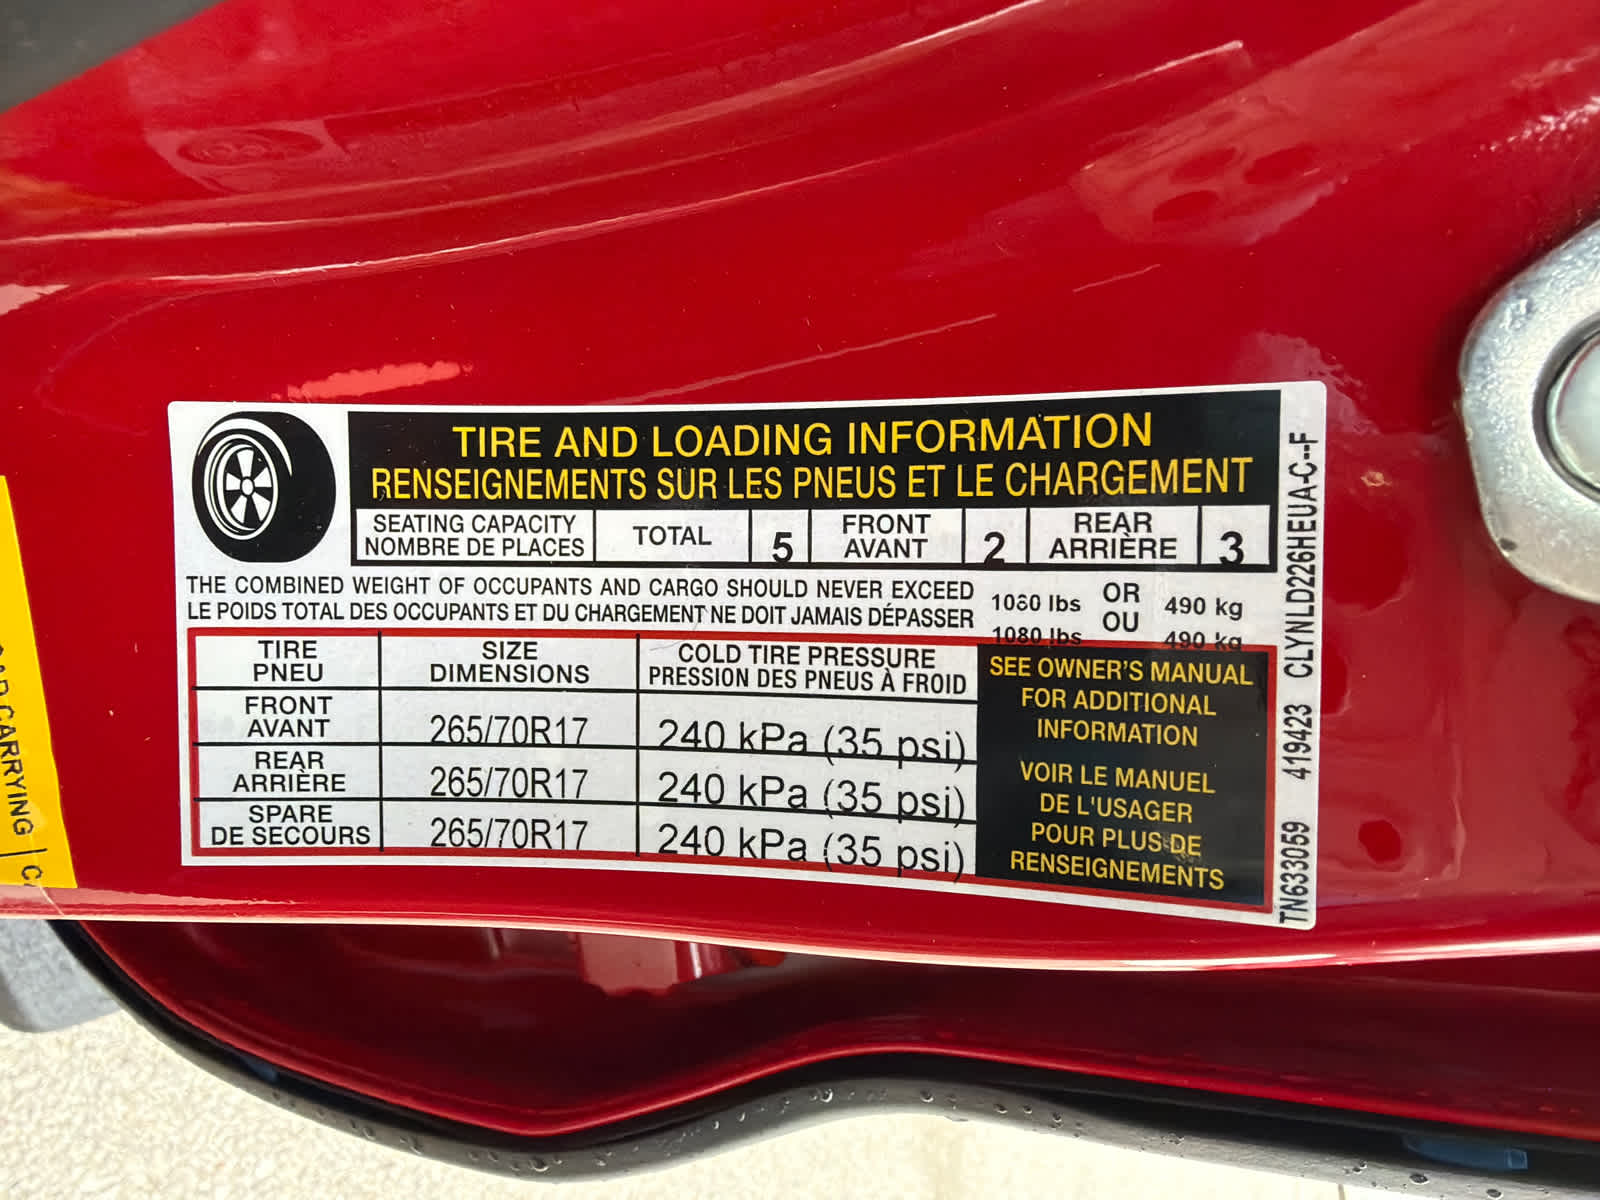 TIRE AND LOADING INFORMATION
RENSEIGNEMENTS SUR LES PNEUS ET LE CHARGEMENT
SEATING CAPACITY
NOMBRE DE PLACES
TOTAL
5
FRONT
AVANT
2
REAR
ARRIÈRE
3
THE COMBINED WEIGHT OF OCCUPANTS AND CARGO SHOULD NEVER EXCEED
LE POIDS TOTAL DES OCCUPANTS ET DU CHARGEMENT NE DOIT JAMAIS DÉPASSER
1080 lbs
OR
490 kg
1080 lbs
OU
490 kg
TIRE
PNEU
SIZE
DIMENSIONS
COLD TIRE PRESSURE
PRESSION DES PNEUS À FROID
FRONT
AVANT
265/70R17
240 kPa (35 psi)
REAR
ARRIÈRE
265/70R17
240 kPa (35 psi)
SPARE
DE SECOURS
265/70R17
240 kPa (35 psi)
SEE OWNER'S MANUAL
FOR ADDITIONAL
INFORMATION
VOIR LE MANUEL
DE L'USAGER
POUR PLUS DE
RENSEIGNEMENTS
TN633059 419423 CLYNLD226HEUA-C--F
CARRYING